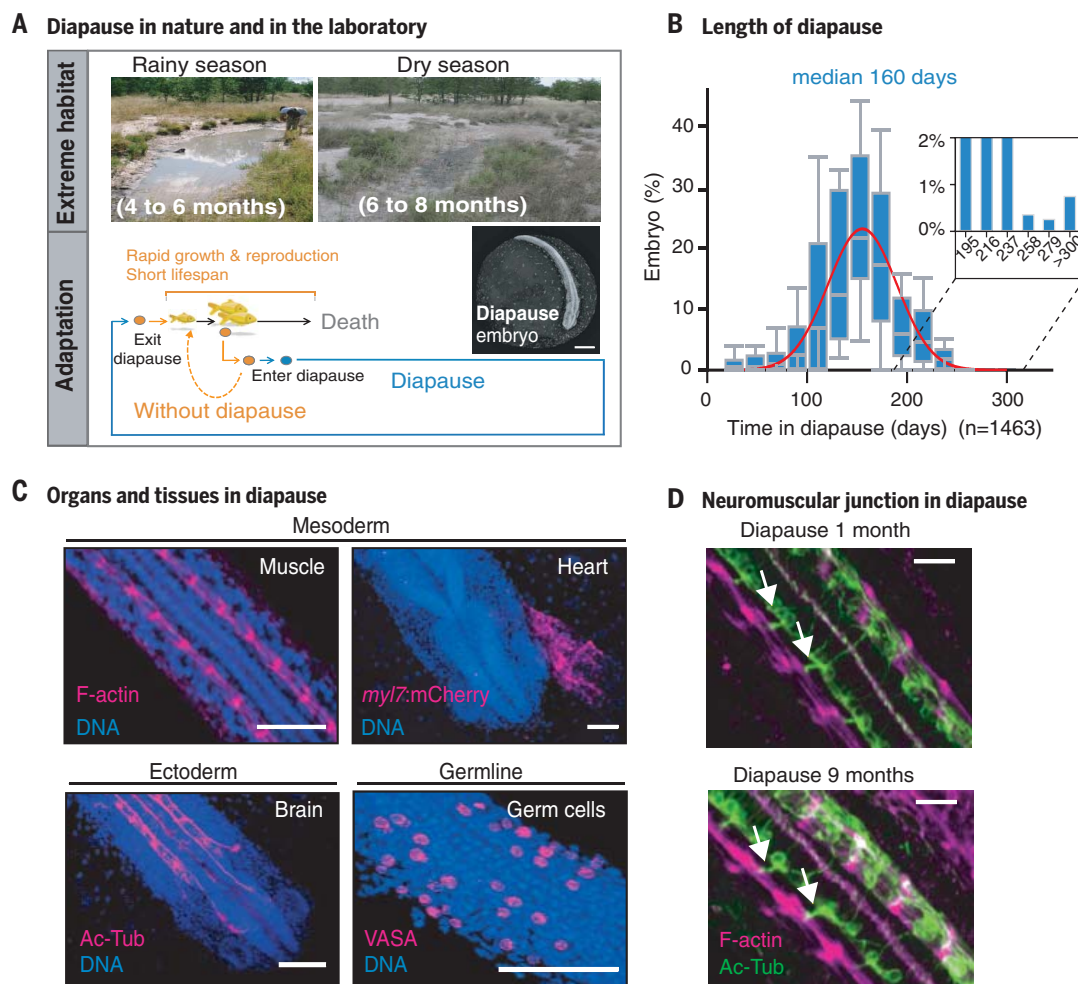 A Diapause in nature and in the laboratory
Extreme habitat
Rainy season
Dry season
(4 to 6 months)
(6 to 8 months)
Adaptation
Rapid growth & reproduction
Short lifespan
Death
Exit
diapause
Enter diapause
Diapause
Without diapause
Diapause
embryo
B Length of diapause
median 160 days
Embryo (%)
40
30
20
10
0
0
100
200
300
Time in diapause (days) (n=1463)
2%
1%
0%
195
216
237
258
279
>300
C Organs and tissues in diapause
Mesoderm
Muscle
F-actin
DNA
Heart
myl7:mCherry
DNA
Ectoderm
Brain
Ac-Tub
DNA
Germline
Germ cells
VASA
DNA
D Neuromuscular junction in diapause
Diapause 1 month
Diapause 9 months
F-actin
Ac-Tub